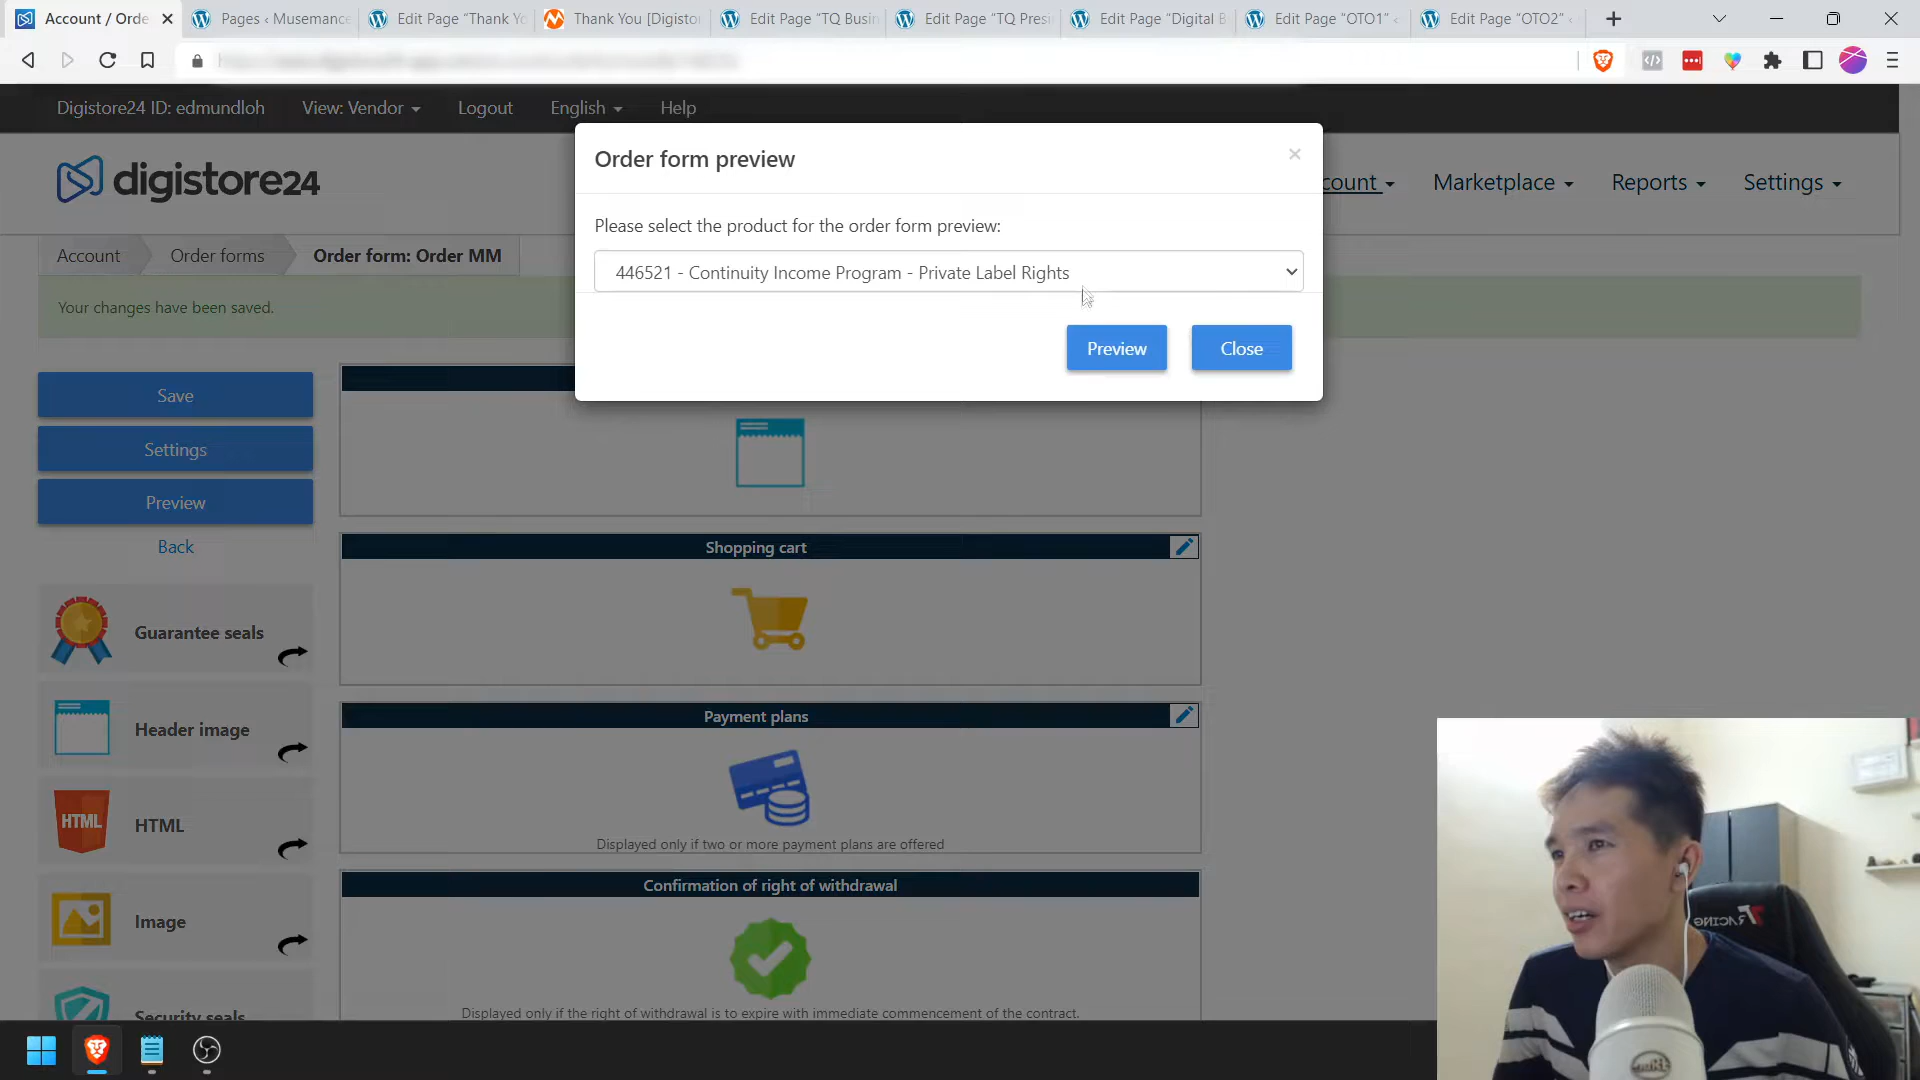 Account / Orde
Pages ‹ Musemance
Edit Page “Thank Yo
Thank You [Digistor
Edit Page “TQ Busin
Edit Page “TQ Presi
Edit Page “Digital B
Edit Page “OTO1” ‹
Edit Page “OTO2” ‹
Digistore24 ID: edmundloh
View: Vendor
Logout
English
Help
digistore24
count
Marketplace
Reports
Settings
Account
Order forms
Order form: Order MM
Your changes have been saved.
Order form preview
Please select the product for the order form preview:
446521 - Continuity Income Program - Private Label Rights
Preview
Close
Save
Settings
Preview
Back
Guarantee seals
Header image
HTML
HTML
Image
Security seals
Shopping cart
Payment plans
Displayed only if two or more payment plans are offered
Confirmation of right of withdrawal
Displayed only if the right of withdrawal is to expire with immediate commencement of the contract.